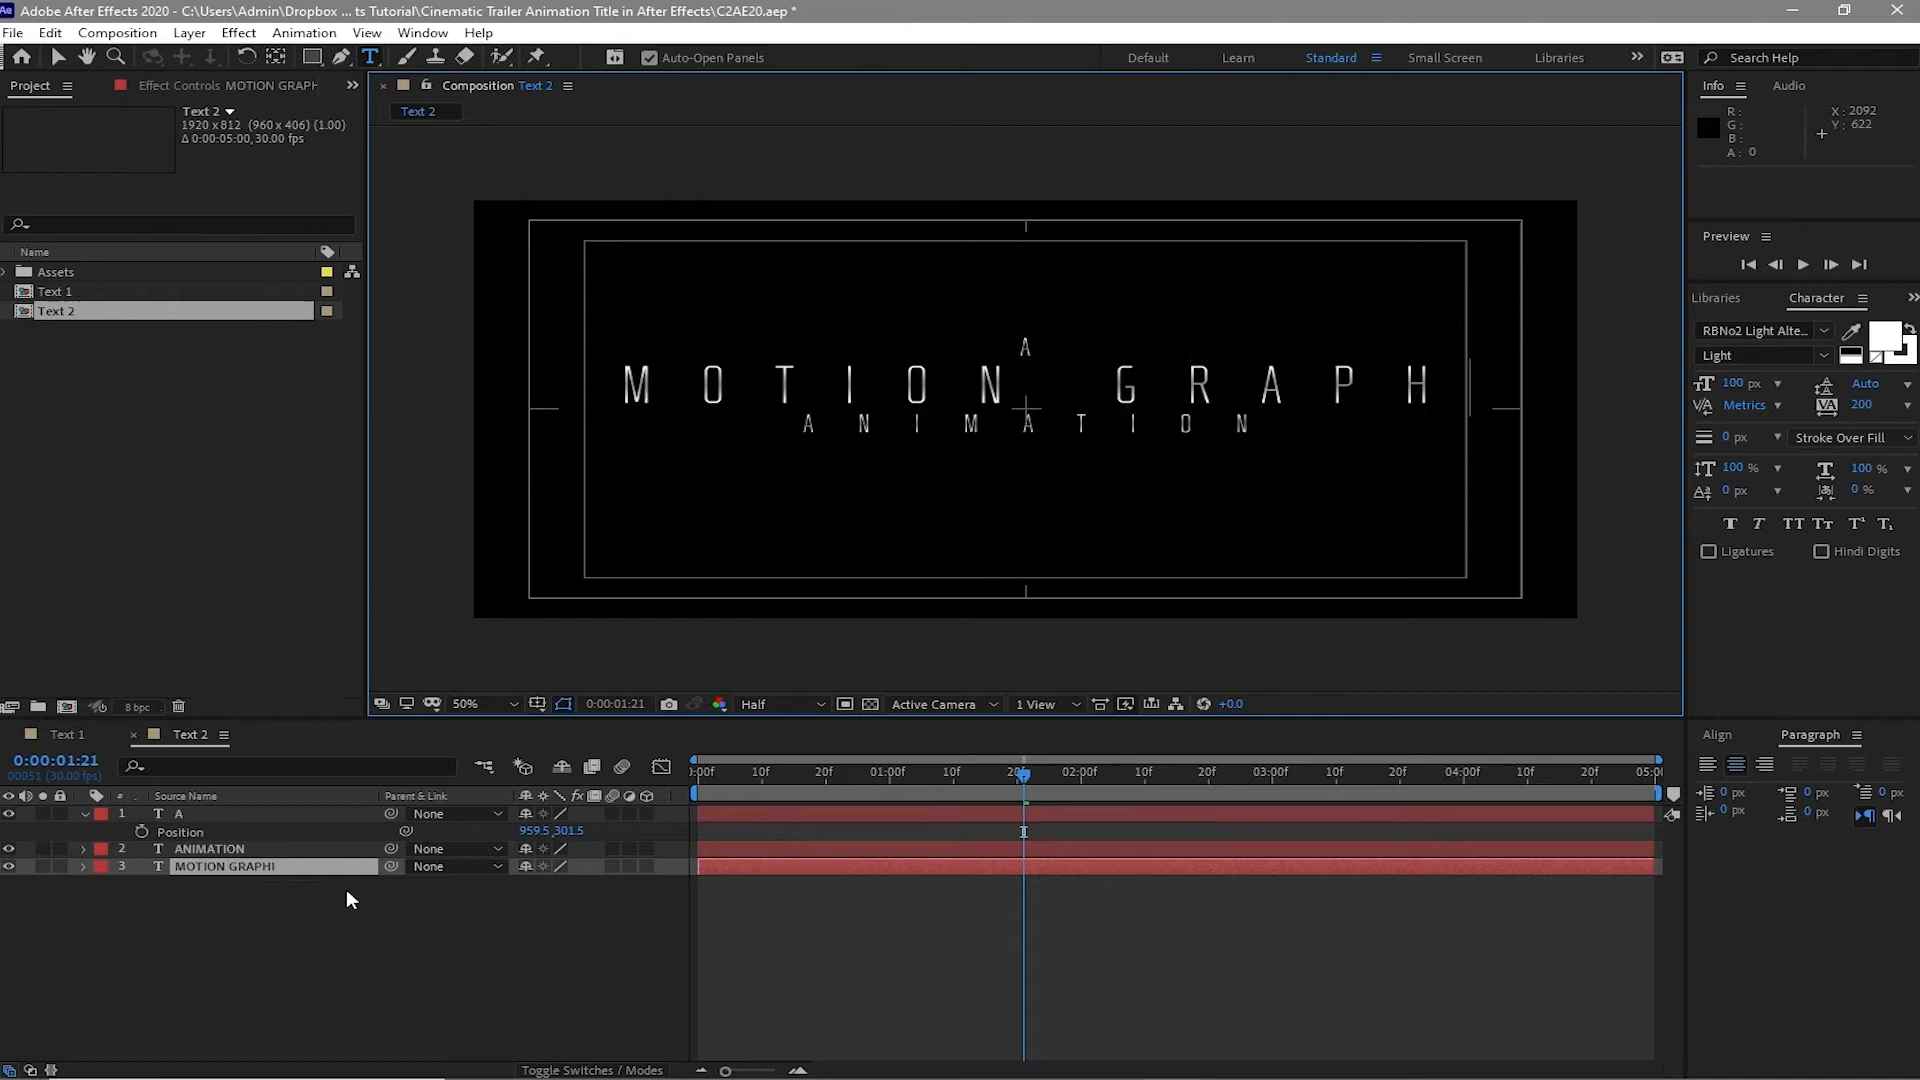 Adobe After Effects 2020 - C:\Users\Admin\Dropbox ... ts Tutorial\Cinematic Trailer Animation Title in After Effects\C2AE20.aep *
File Edit Composition Layer Effect Animation View Window Help
Auto-Open Panels Default Learn Standard Small Screen Libraries Search Help
Project Effect Controls MOTION GRAPH
Text 2
1920 x 812 (960 x 406) (1.00)
Δ 0:00:05:00, 30.00 fps
Name
Assets
Text 1
Text 2
8 bpc
Composition Text 2
Text 2
A
MOTION GRAPH
ANIMATION
50% 0:00:01:21 Half Active Camera 1 View +0.0
Info Audio
R:
G:
B:
A: 0
X: 2092
Y: 622
Preview
Libraries Character
RBNo2 Light Alte...
Light
100 px Auto
Metrics 200
0 px Stroke Over Fill
100 % 100 %
0 px 0 %
Ligatures Hindi Digits
Align Paragraph
0 px 0 px 0 px
0 px 0 px
Text 1 Text 2
0:00:01:21
00051 (30.00 fps)
# Source Name Parent & Link
1 A None
Position 959.5,301.5
2 ANIMATION None
3 MOTION GRAPHI None
:00f 10f 20f 01:00f 10f 20f 02:00f 10f 20f 03:00f 10f 20f 04:00f 10f 20f 05:00
Toggle Switches / Modes